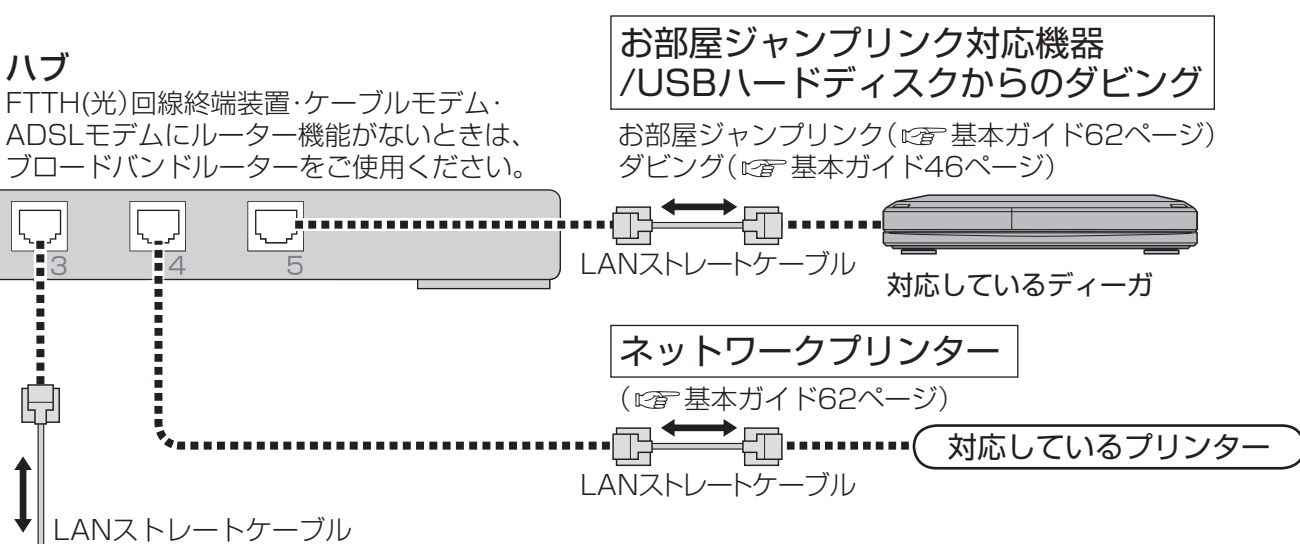 ハブ
FTTH(光)回線終端装置･ケーブルモデム･
ADSLモデムにルーター機能がないときは、
ブロードバンドルーターをご使用ください。
お部屋ジャンプリンク対応機器
/USBハードディスクからのダビング
お部屋ジャンプリンク(☞基本ガイド62ページ)
ダビング(☞基本ガイド46ページ)
3 4 5
LANストレートケーブル
対応しているディーガ
ネットワークプリンター
(☞基本ガイド62ページ)
対応しているプリンター
LANストレートケーブル
LANストレートケーブル